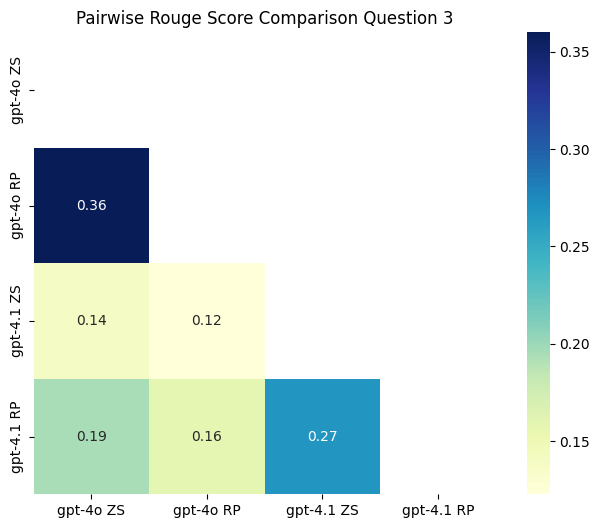 Pairwise Rouge Score Comparison Question 3
gpt-4o ZS
gpt-4o RP
gpt-4.1 ZS
gpt-4.1 RP
0.36
0.14 0.12
0.19 0.16 0.27
gpt-4o ZS gpt-4o RP gpt-4.1 ZS gpt-4.1 RP
0.35
0.30
0.25
0.20
0.15